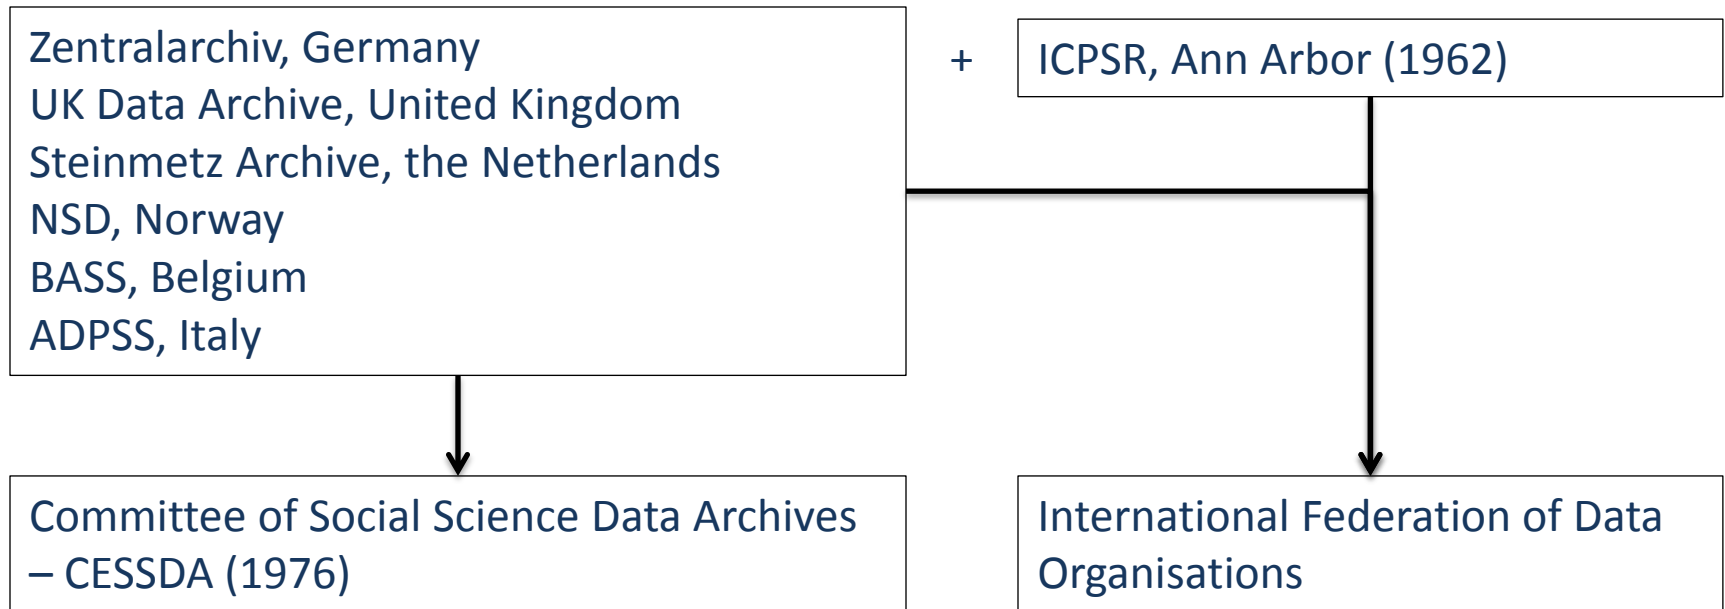 Zentralarchiv, Germany
UK Data Archive, United Kingdom
Steinmetz Archive, the Netherlands
NSD, Norway
BASS, Belgium
ADPSS, Italy
+
ICPSR, Ann Arbor (1962)
Committee of Social Science Data Archives
– CESSDA (1976)
International Federation of Data
Organisations